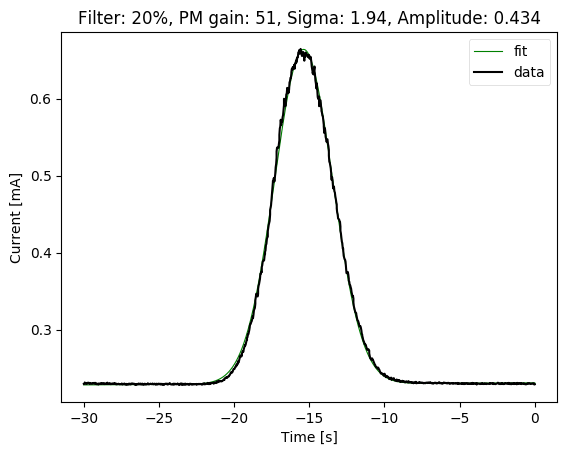 Filter: 20%, PM gain: 51, Sigma: 1.94, Amplitude: 0.434
fit
data
0.6
0.5
0.4
0.3
Current [mA]
−30
−25
−20
−15
−10
−5
0
Time [s]